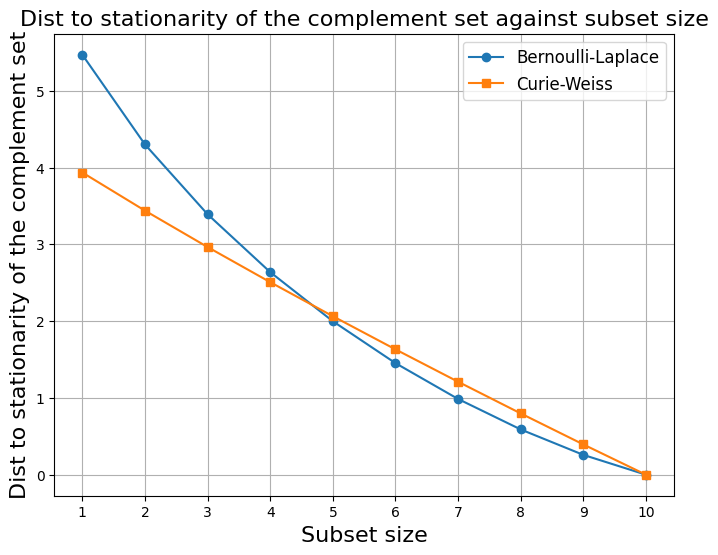 Dist to stationarity of the complement set against subset size
Dist to stationarity of the complement set
5
4
3
2
1
0
Bernoulli-Laplace
Curie-Weiss
1 2 3 4 5 6 7 8 9 10
Subset size